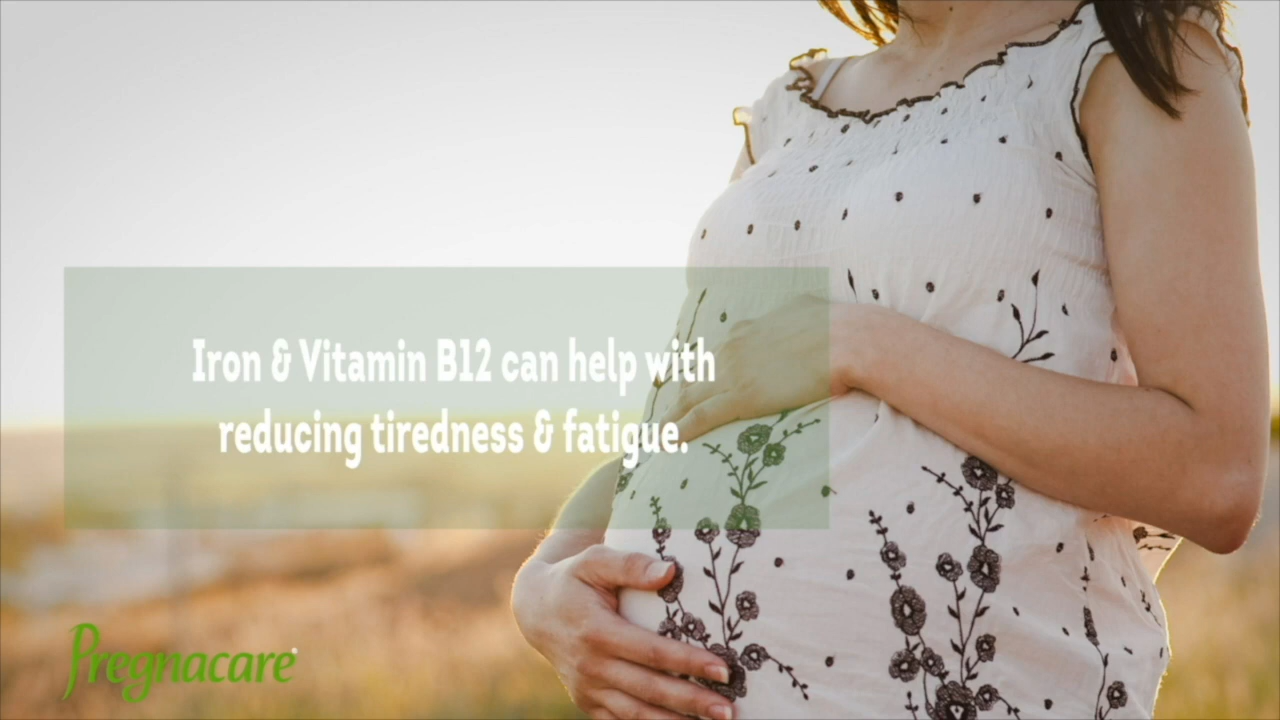 Iron & Vitamin B12 can help with
reducing tiredness & fatigue.
Pregnacare®